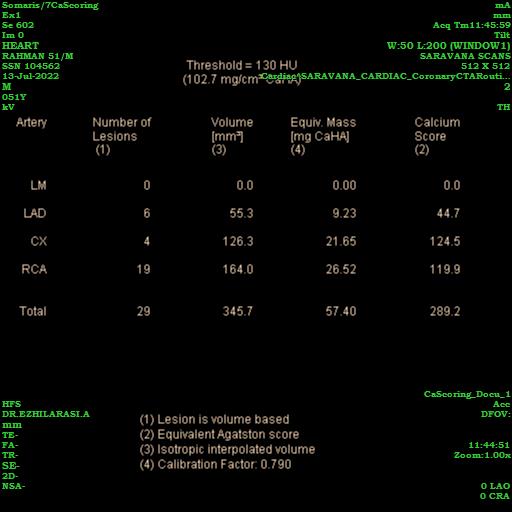 Somaris/7CaScoring
Ex1
Se 602
Im 0
HEART
RAHMAN 51/M
SSN 104562
13-Jul-2022
M
051Y
kV
mA
mm
Acq Tm11:45:59
Tilt
W:50 L:200 (WINDOW1)
SARAVANA SCANS
512 X 512
Cardiac^SARAVANA_CARDIAC_CoronaryCTARouti...
2
TH
Threshold = 130 HU
(102.7 mg/cm³ CaHA)
Artery Number of Lesions (1) Volume [mm³] (3) Equiv. Mass [mg CaHA] (4) Calcium Score (2)
LM 0 0.0 0.00 0.0
LAD 6 55.3 9.23 44.7
CX 4 126.3 21.65 124.5
RCA 19 164.0 26.52 119.9
Total 29 345.7 57.40 289.2
(1) Lesion is volume based
(2) Equivalent Agatston score
(3) Isotropic interpolated volume
(4) Calibration Factor: 0.790
HFS
DR.EZHILARASI.A
mm
TE-
FA-
TR-
SE-
2D-
NSA-
CaScoring_Docu_1
Acc
DFOV:
11:44:51
Zoom:1.00x
0 LAO
0 CRA